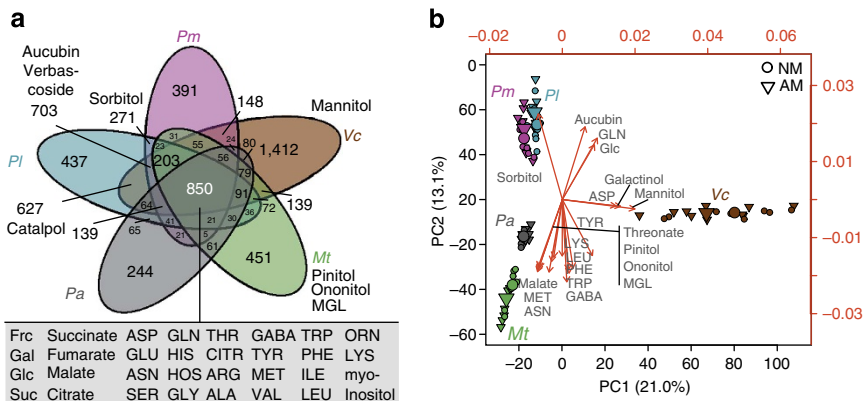 a
Pm
Aucubin
Verbas-
coside
703
391
Sorbitol
271
148
Mannitol
Vc
Pl
437
23
31
55
24
80
1,412
203
56
79
850
91
139
627
64
36
72
Catalpol
139
41
21
30
65
21
5
61
244
451
Mt
Pinitol
Ononitol
MGL
Pa
Frc Succinate ASP GLN THR GABA TRP ORN
Gal Fumarate GLU HIS CITR TYR PHE LYS
Glc Malate ASN HOS ARG MET ILE myo-
Suc Citrate SER GLY ALA VAL LEU Inositol
b
−0.02 0 0.02 0.04 0.06
0
60
40
0
−20
−40
−60
PC2 (13.1%)
0.03
0.01
−0.01
−0.03
NM
AM
Pm
Pl
Aucubin
GLN
Glc
Sorbitol
Galactinol
ASP
Mannitol
Vc
Pa
TYR
Threonate
LYS
Pinitol
LEU
Ononitol
PHE
MGL
Malate
TRP
MET
GABA
ASN
Mt
−20 0 20 40 60 80 100
PC1 (21.0%)